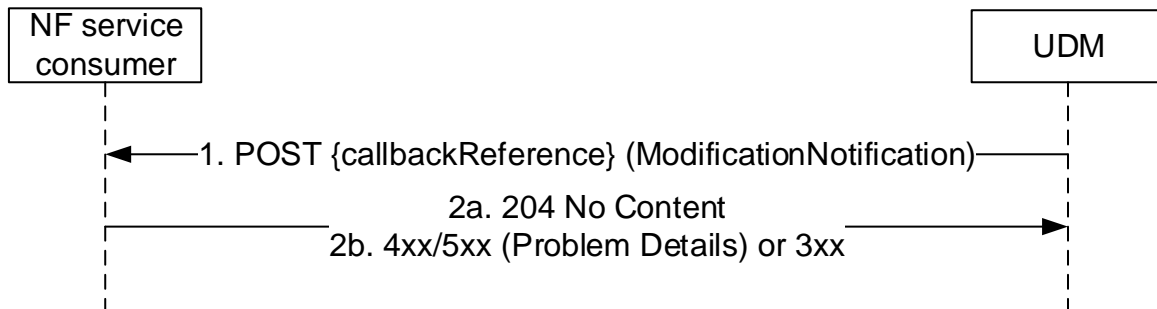 NF service
consumer
UDM
1. POST {callbackReference} (ModificationNotification)
2a. 204 No Content
2b. 4xx/5xx (Problem Details) or 3xx